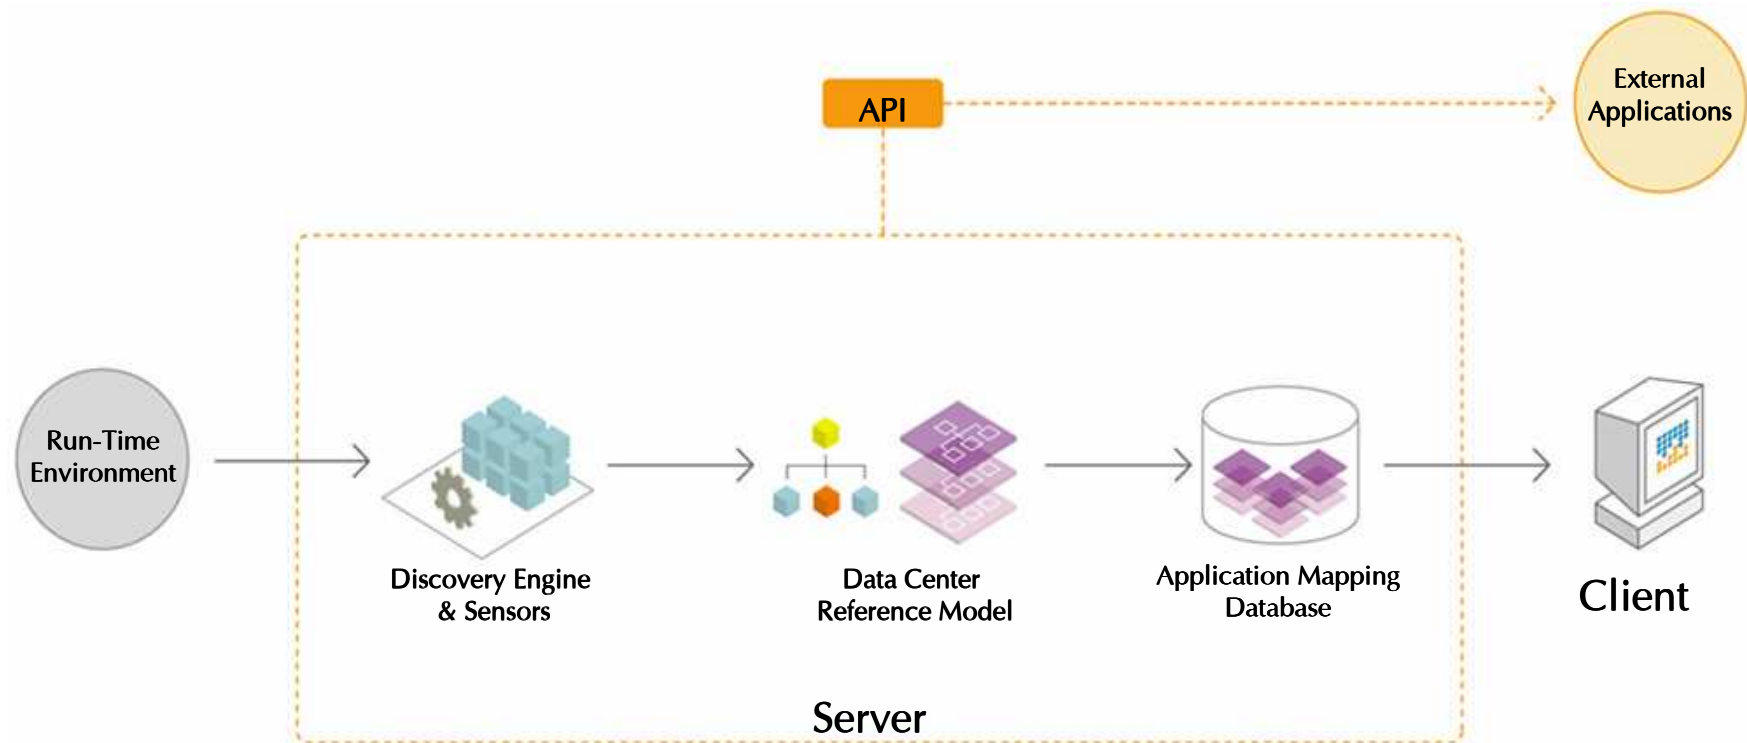 API
External
Applications
Run-Time
Environment
Discovery Engine
& Sensors
Data Center
Reference Model
Application Mapping
Database
Client
Server